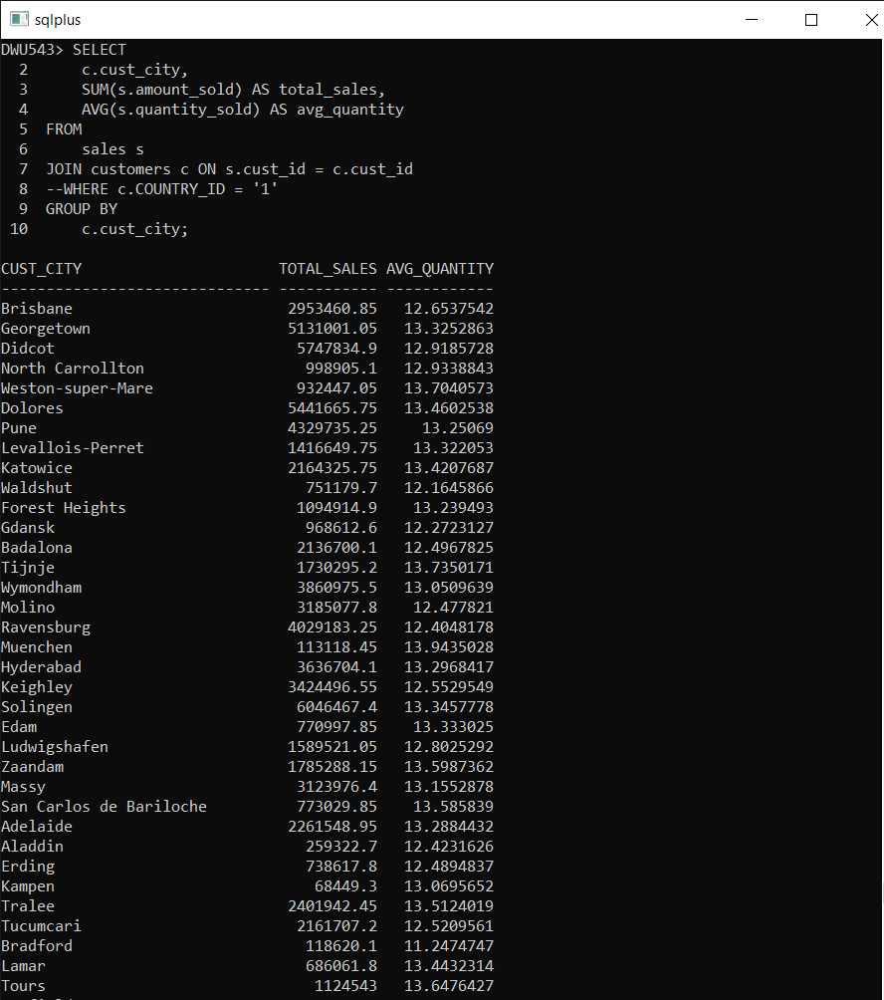 sqlplus
DWU543> SELECT
  2      c.cust_city,
  3      SUM(s.amount_sold) AS total_sales,
  4      AVG(s.quantity_sold) AS avg_quantity
  5  FROM
  6      sales s
  7  JOIN customers c ON s.cust_id = c.cust_id
  8  --WHERE c.COUNTRY_ID = '1'
  9  GROUP BY
 10      c.cust_city;
CUST_CITY                      TOTAL_SALES AVG_QUANTITY
------------------------------ ----------- ------------
Brisbane                        2953460.85   12.6537542
Georgetown                      5131001.05   13.3252863
Didcot                           5747834.9   12.9185728
North Carrollton                  998905.1   12.9338843
Weston-super-Mare                932447.05   13.7040573
Dolores                         5441665.75   13.4602538
Pune                            4329735.25     13.25069
Levallois-Perret                1416649.75    13.322053
Katowice                        2164325.75   13.4207687
Waldshut                          751179.7   12.1645866
Forest Heights                   1094914.9    13.239493
Gdansk                            968612.6   12.2723127
Badalona                         2136700.1   12.4967825
Tijnje                           1730295.2   13.7350171
Wymondham                        3860975.5   13.0509639
Molino                           3185077.8    12.477821
Ravensburg                      4029183.25   12.4048178
Muenchen                         113118.45   13.9435028
Hyderabad                        3636704.1   13.2968417
Keighley                        3424496.55   12.5529549
Solingen                         6046467.4   13.3457778
Edam                             770997.85    13.333025
Ludwigshafen                    1589521.05   12.8025292
Zaandam                         1785288.15   13.5987362
Massy                            3123976.4   13.1552878
San Carlos de Bariloche          773029.85    13.585839
Adelaide                        2261548.95   13.2884432
Aladdin                           259322.7   12.4231626
Erding                            738617.8   12.4894837
Kampen                             68449.3   13.0695652
Tralee                          2401942.45   13.5124019
Tucumcari                        2161707.2   12.5209561
Bradford                          118620.1   11.2474747
Lamar                             686061.8   13.4432314
Tours                              1124543   13.6476427